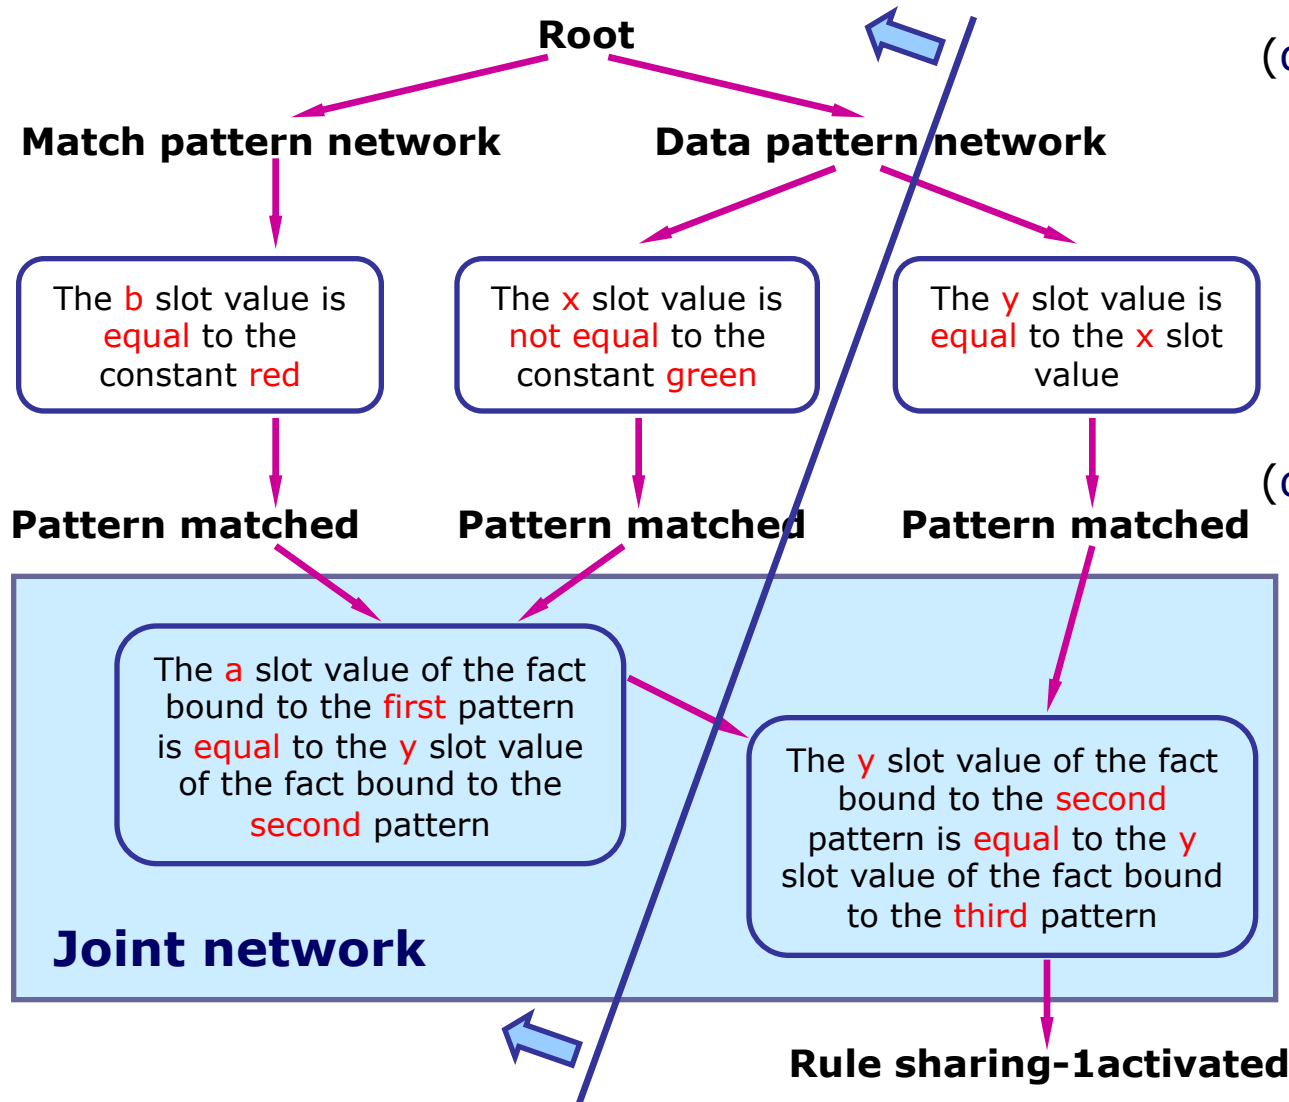 Root
(d
Match pattern network
Data pattern network
The b slot value is
equal to the
constant red
The x slot value is
not equal to the
constant green
The y slot value is
equal to the x slot
value
(d
Pattern matched
Pattern matched
Pattern matched
The a slot value of the fact
bound to the first pattern
is equal to the y slot value
of the fact bound to the
second pattern
The y slot value of the fact
bound to the second
pattern is equal to the y
slot value of the fact bound
to the third pattern
Joint network
Rule sharing-1activated